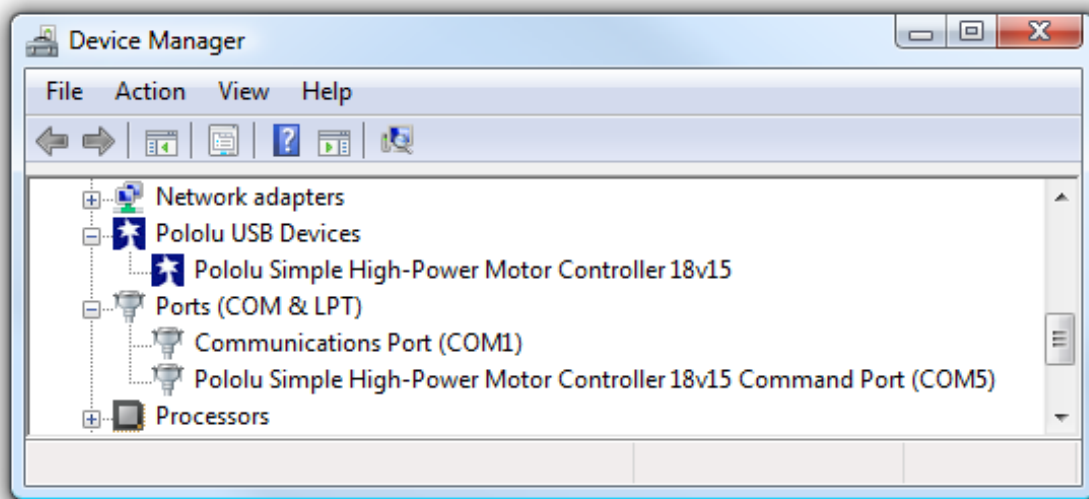 Device Manager
File Action View Help
Network adapters
Pololu USB Devices
Pololu Simple High-Power Motor Controller 18v15
Ports (COM & LPT)
Communications Port (COM1)
Pololu Simple High-Power Motor Controller 18v15 Command Port (COM5)
Processors